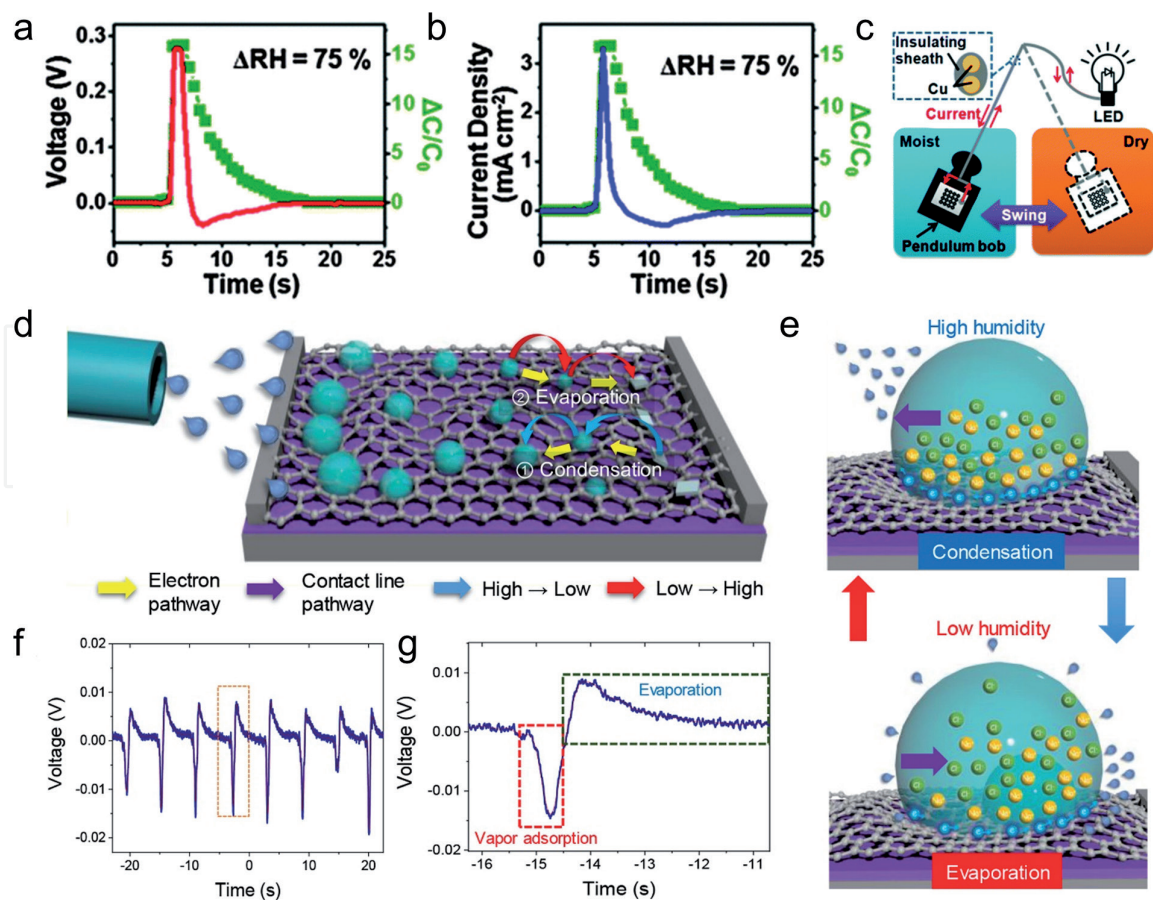 a
0.3
0.2
0.1
0.0
Voltage (V)
ΔRH = 75 %
15
10
5
0
ΔC/C₀
0 5 10 15 20 25
Time (s)
b
3
2
1
0
Current Density
(mA cm⁻²)
ΔRH = 75 %
15
10
5
0
ΔC/C₀
0 5 10 15 20 25
Time (s)
c
Insulating
sheath
Cu
Current
LED
Moist
Dry
Swing
Pendulum bob
d
② Evaporation
① Condensation
Electron
pathway
Contact line
pathway
High → Low
Low → High
e
High humidity
Condensation
Low humidity
Evaporation
f
0.02
0.01
0.00
-0.01
-0.02
Voltage (V)
-20 -10 0 10 20
Time (s)
g
0.02
0.01
0.00
-0.01
-0.02
Voltage (V)
Evaporation
Vapor adsorption
-16 -15 -14 -13 -12 -11
Time (s)